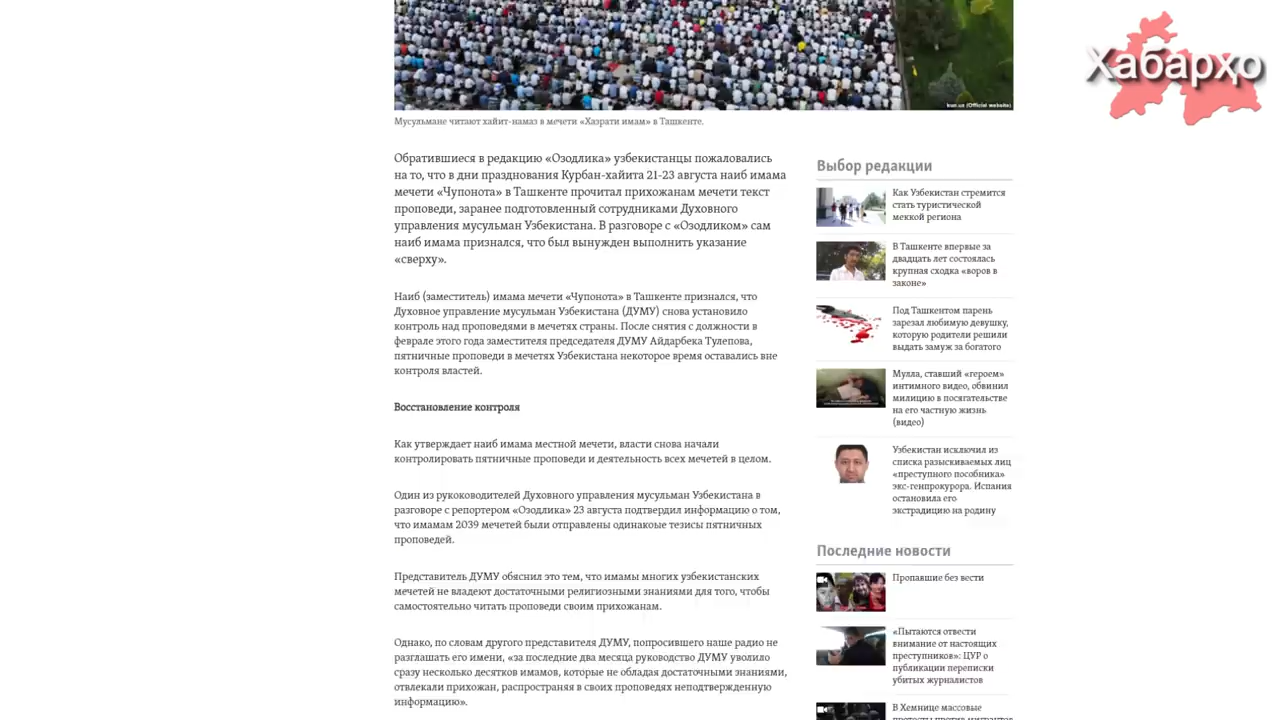 Хабарҳо
kun.uz (Official website)
Мусульмане читают хайит-намаз в мечети «Хазрати имам» в Ташкенте.
Обратившиеся в редакцию «Озодлика» узбекистанцы пожаловались
на то, что в дни празднования Курбан-хайита 21-23 августа наиб имама
мечети «Чупонота» в Ташкенте прочитал прихожанам мечети текст
проповеди, заранее подготовленный сотрудниками Духовного
управления мусульман Узбекистана. В разговоре с «Озодликом» сам
наиб имама признался, что был вынужден выполнить указание
«сверху».
Наиб (заместитель) имама мечети «Чупонота» в Ташкенте признался, что
Духовное управление мусульман Узбекистана (ДУМУ) снова установило
контроль над проповедями в мечетях страны. После снятия с должности в
феврале этого года заместителя председателя ДУМУ Айдарбека Тулепова,
пятничные проповеди в мечетях Узбекистана некоторое время оставались вне
контроля властей.
Восстановление контроля
Как утверждает наиб имама местной мечети, власти снова начали
контролировать пятничные проповеди и деятельность всех мечетей в целом.
Один из рукоководителей Духовного управления мусульман Узбекистана в
разговоре с репортером «Озодлика» 23 августа подтвердил информацию о том,
что имамам 2039 мечетей были отправлены одинакоые тезисы пятничных
проповедей.
Представитель ДУМУ обяснил это тем, что имамы многих узбекистанских
мечетей не владеют достаточными религиозными знаниями для того, чтобы
самостоятельно читать проповеди своим прихожанам.
Однако, по словам другого представителя ДУМУ, попросившего наше радио не
разглашать его имени, «за последние два месяца руководство ДУМУ уволило
сразу несколько десятков имамов, которые не обладая достаточными знаниями,
отвлекали прихожан, распространяя в своих проповедях неподтвержденную
информацию».
Выбор редакции
Как Узбекистан стремится
стать туристической
меккой региона
В Ташкенте впервые за
двадцать лет состоялась
крупная сходка «воров в
законе»
Под Ташкентом парень
зарезал любимую девушку,
которую родители решили
выдать замуж за богатого
Мулла, ставший «героем»
интимного видео, обвинил
милицию в посягательстве
на его частную жизнь
(видео)
Узбекистан исключил из
списка разыскиваемых лиц
«преступного пособника»
экс-генпрокурора. Испания
остановила его
экстрадицию на родину
Последние новости
Пропавшие без вести
«Пытаются отвести
внимание от настоящих
преступников»: ЦУР о
публикации переписки
убитых журналистов
В Хемнице массовые
протесты против мигрантов